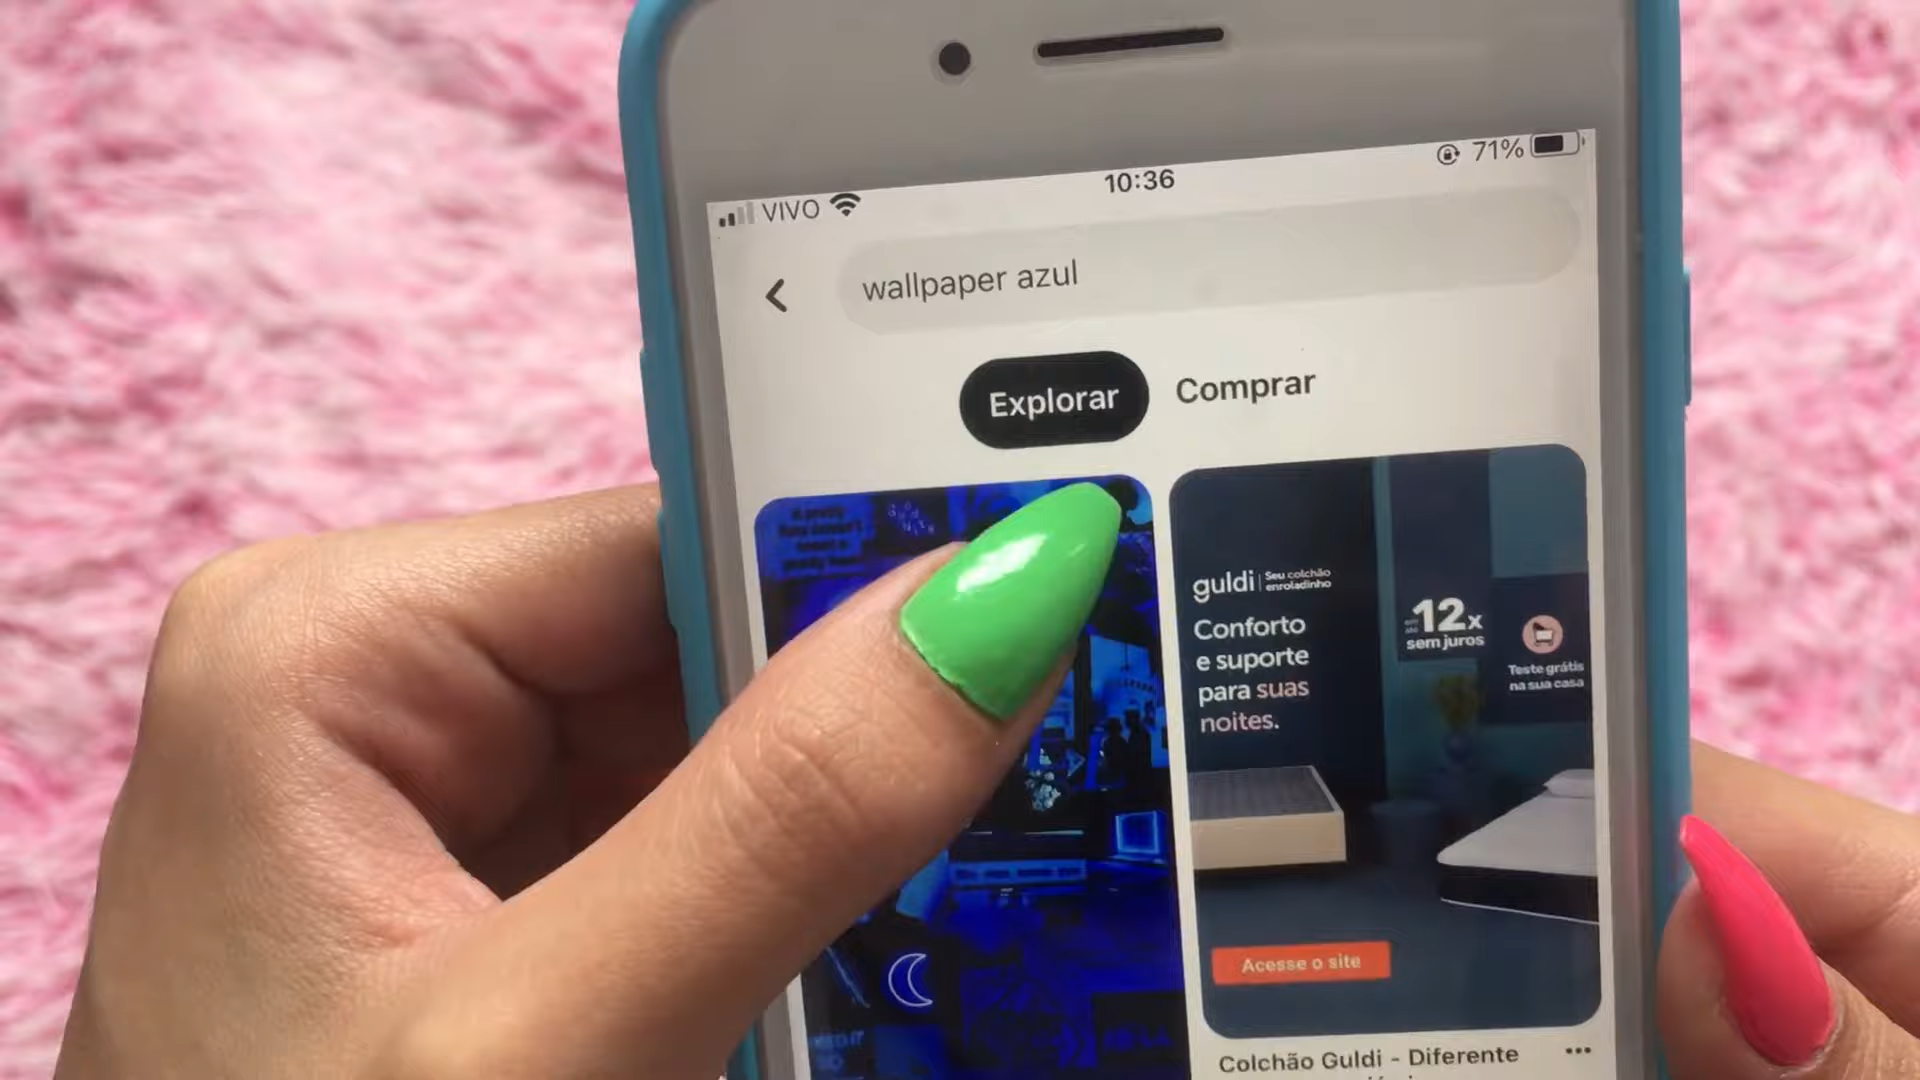 VIVO
10:36
71%
wallpaper azul
Explorar
Comprar
guldi
Seu colchão
enroladinho
Conforto
e suporte
para suas
noites.
12x
sem juros
Teste grátis
na sua casa
Acesse o site
Colchão Guldi - Diferente